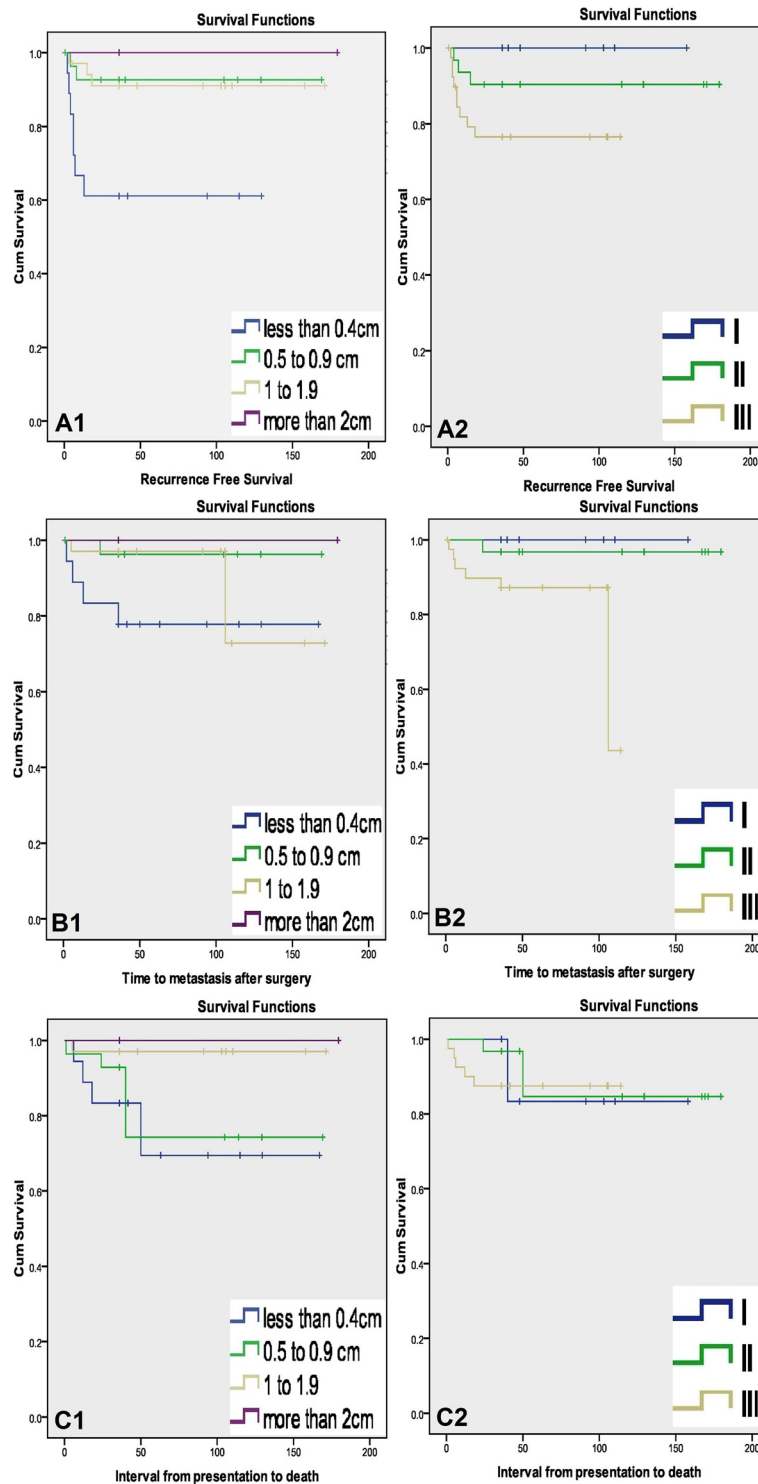 Survival Functions
1.0
0.8
0.6
0.4
0.2
0.0
Cum Survival
less than 0.4cm
0.5 to 0.9 cm
1 to 1.9
more than 2cm
A1
0 50 100 150 200
Recurrence Free Survival
Survival Functions
1.0
0.8
0.6
0.4
0.2
0.0
Cum Survival
I
II
III
A2
0 50 100 150 200
Recurrence Free Survival
Survival Functions
1.0
0.8
0.6
0.4
0.2
0.0
Cum Survival
less than 0.4cm
0.5 to 0.9 cm
1 to 1.9
more than 2cm
B1
0 50 100 150 200
Time to metastasis after surgery
Survival Functions
1.0
0.8
0.6
0.4
0.2
0.0
Cum Survival
I
II
III
B2
0 50 100 150 200
Time to metastasis after surgery
Survival Functions
1.0
0.8
0.6
0.4
0.2
0.0
Cum Survival
less than 0.4cm
0.5 to 0.9 cm
1 to 1.9
more than 2cm
C1
0 50 100 150 200
Interval from presentation to death
Survival Functions
1.0
0.8
0.6
0.4
0.2
0.0
Cum Survival
I
II
III
C2
0 50 100 150 200
Interval from presentation to death